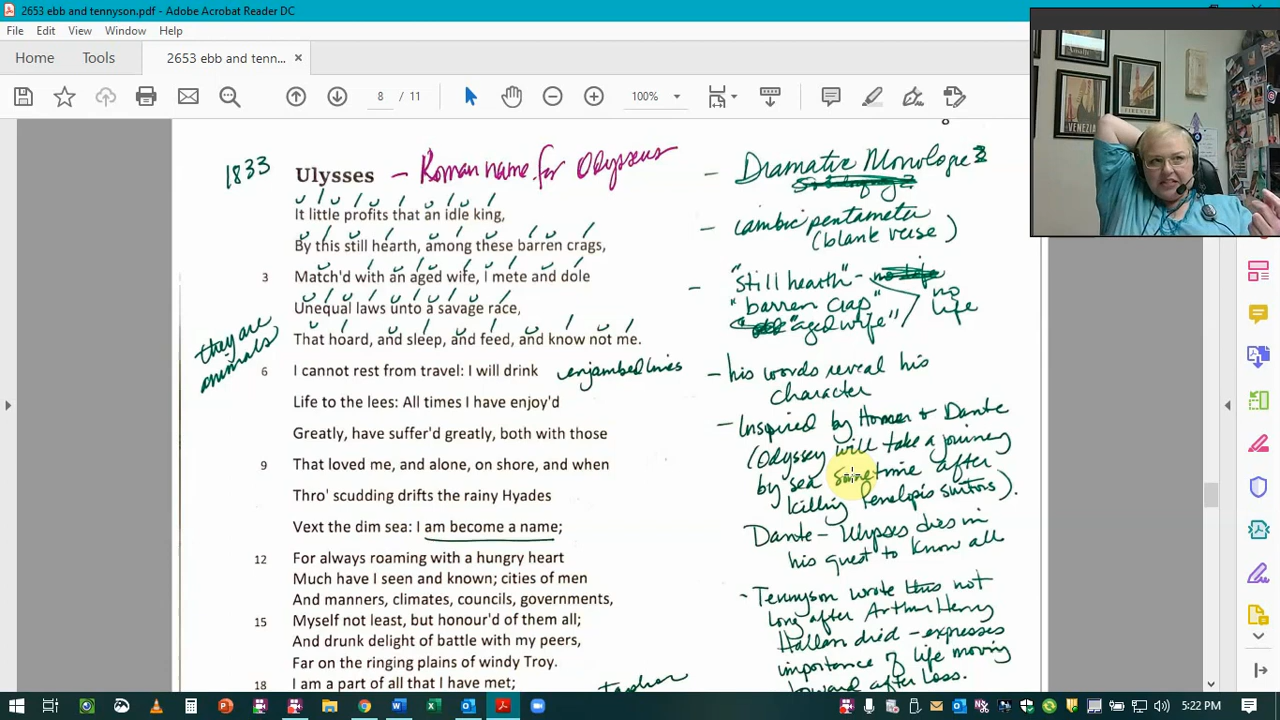 2653 ebb and tennyson.pdf - Adobe Acrobat Reader DC
File Edit View Window Help
Home Tools 2653 ebb and tenn... ×
8 / 11 100%
8
1833
Ulysses - Roman name for Odysseus
It little profits that an idle king,
By this still hearth, among these barren crags,
3 Match'd with an aged wife, I mete and dole
Unequal laws unto a savage race,
That hoard, and sleep, and feed, and know not me.
they are
animals
6 I cannot rest from travel: I will drink enjambed lines
Life to the lees: All times I have enjoy'd
Greatly, have suffer'd greatly, both with those
9 That loved me, and alone, on shore, and when
Thro' scudding drifts the rainy Hyades
Vext the dim sea: I am become a name;
12 For always roaming with a hungry heart
Much have I seen and known; cities of men
And manners, climates, councils, governments,
15 Myself not least, but honour'd of them all;
And drunk delight of battle with my peers,
Far on the ringing plains of windy Troy.
18 I am a part of all that I have met;
- Dramatic Monologue
- iambic pentameter
(blank verse)
- "still hearth" -
"barren crap"
"aged wife"
no
life
- his words reveal his
character
- Inspired by Homer + Dante
(Odyssey will take a journey
by sea sometime after
killing Penelope's suitors).
Dante - Ulysses dies in
his quest to know all
- Tennyson wrote this not
long after Arthur Henry
Hallam died - expresses
importance of life moving
forward after loss.
VENEZIA
FIRENZE
5:22 PM